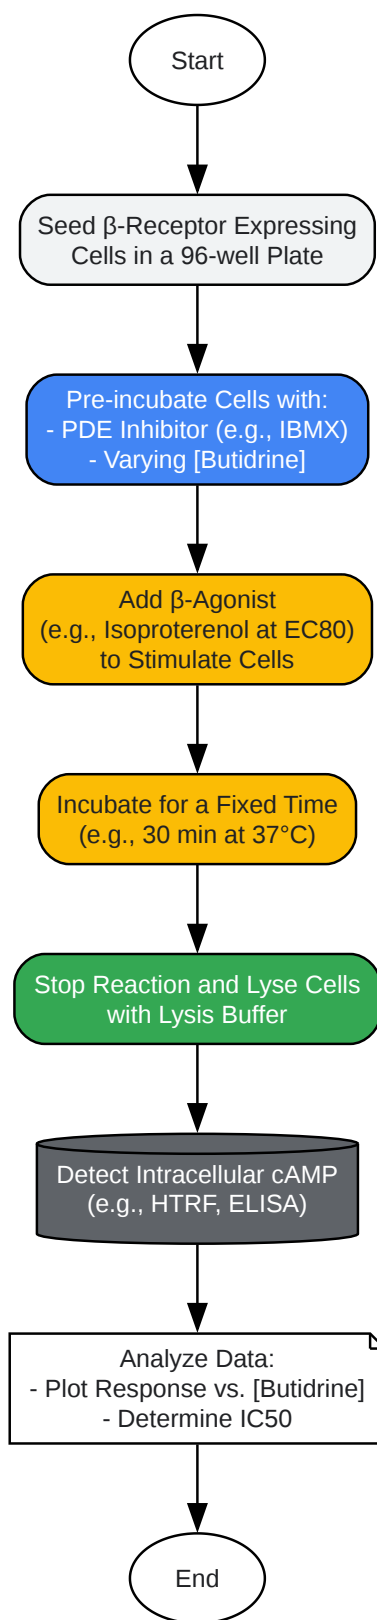 Start
Seed β-Receptor Expressing
Cells in a 96-well Plate
Pre-incubate Cells with:
- PDE Inhibitor (e.g., IBMX)
- Varying [Butidrine]
Add β-Agonist
(e.g., Isoproterenol at EC80)
to Stimulate Cells
Incubate for a Fixed Time
(e.g., 30 min at 37°C)
Stop Reaction and Lyse Cells
with Lysis Buffer
Detect Intracellular cAMP
(e.g., HTRF, ELISA)
Analyze Data:
- Plot Response vs. [Butidrine]
- Determine IC50
End